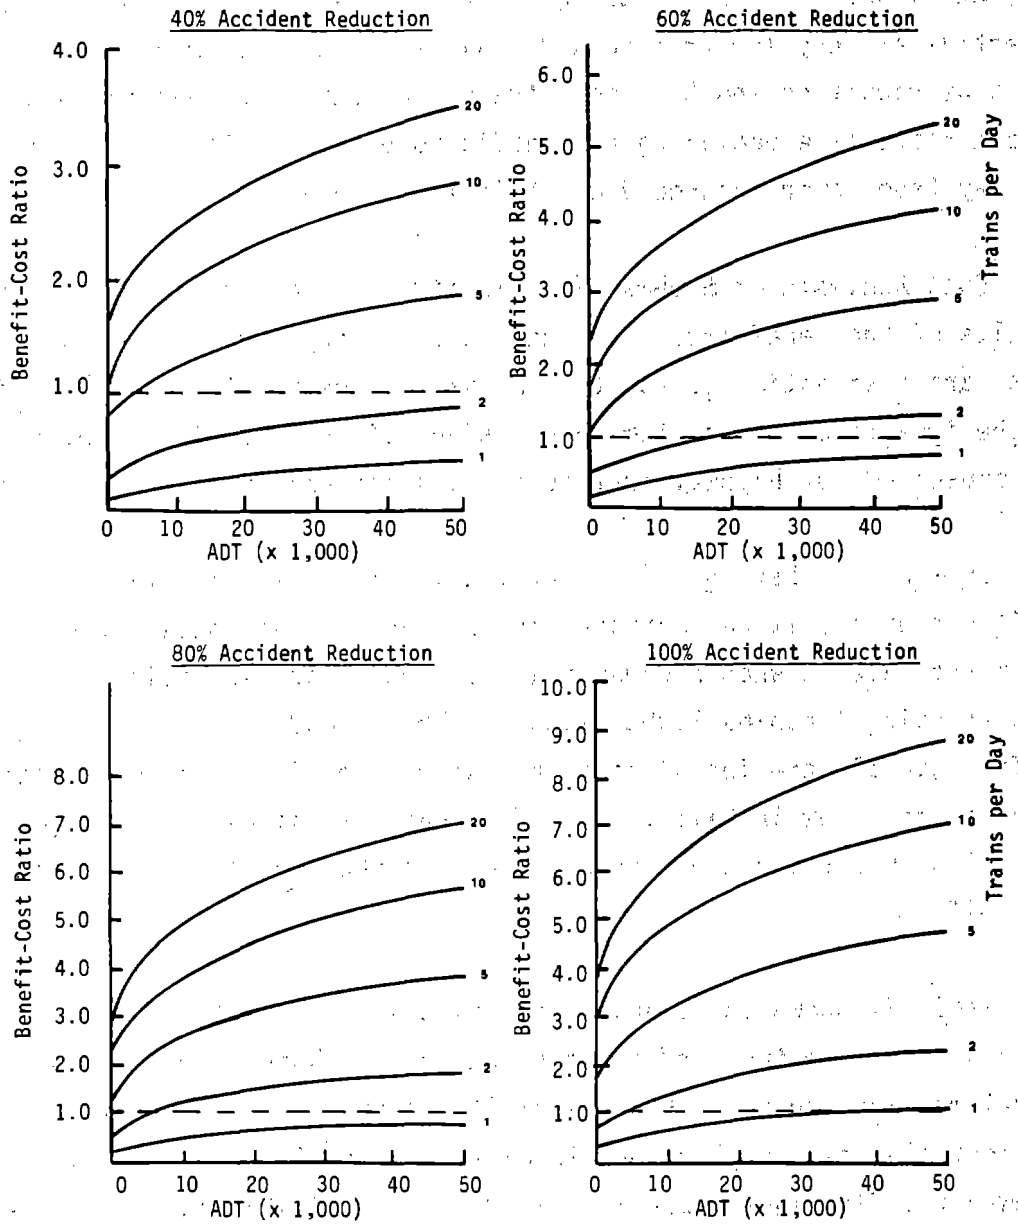 40% Accident Reduction
4.0
3.0
2.0
1.0
Benefit-Cost Ratio
20
10
5
2
1
0 10 20 30 40 50
ADT (x 1,000)
60% Accident Reduction
6.0
5.0
4.0
3.0
2.0
1.0
Benefit-Cost Ratio
20
10
5
2
1
Trains per Day
0 10 20 30 40 50
ADT (x 1,000)
80% Accident Reduction
8.0
7.0
6.0
5.0
4.0
3.0
2.0
1.0
Benefit-Cost Ratio
20
10
5
2
1
0 10 20 30 40 50
ADT (x 1,000)
100% Accident Reduction
10.0
9.0
8.0
7.0
6.0
5.0
4.0
3.0
2.0
1.0
Benefit-Cost Ratio
20
10
5
2
1
Trains per Day
0 10 20 30 40 50
ADT (x 1,000)